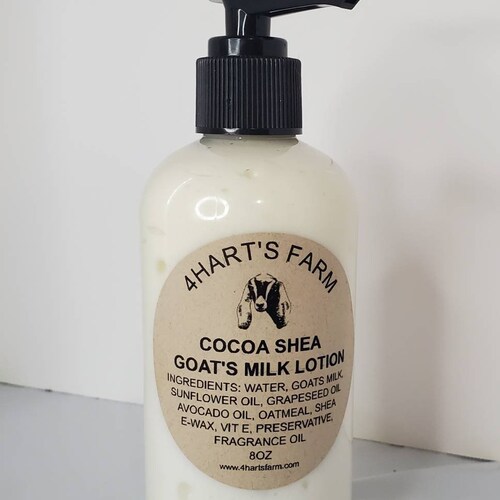 4HART'S FARM
COCOA SHEA
GOAT'S MILK LOTION
INGREDIENTS: WATER, GOATS MILK,
SUNFLOWER OIL, GRAPESEED OIL
AVOCADO OIL, OATMEAL, SHEA
E-WAX, VIT E, PRESERVATIVE,
FRAGRANCE OIL
8OZ
www.4hartsfarm.com